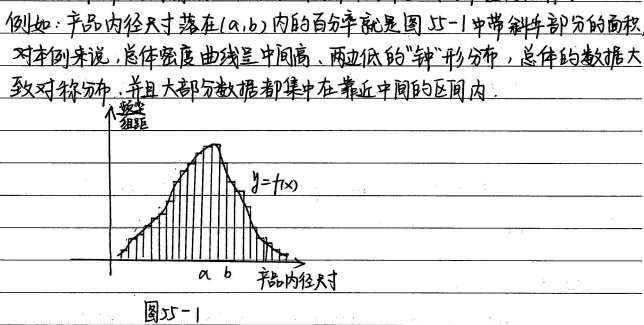 例如：产品内径尺寸落在(a,b)内的百分率就是图55-1中带斜车部分的面积,
对本例来说,总体密度曲线呈中间高、两边低的"钟"形分布,总体的数据大
致对称分布,并且大部分数据都集中在靠近中间的区间内.
频率
组距
y=f(x)
a b
产品内径尺寸
图55-1